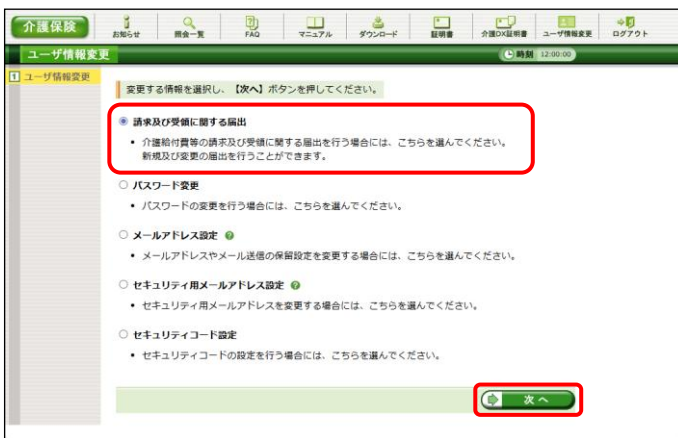 介護保険
お知らせ
照会一覧
FAQ
マニュアル
ダウンロード
証明書
介護DX証明書
ユーザ情報変更
ログアウト
ユーザ情報変更
時刻 12:00:00
1 ユーザ情報変更
変更する情報を選択し、【次へ】ボタンを押してください。
請求及び受領に関する届出
• 介護給付費等の請求及び受領に関する届出を行う場合には、こちらを選んでください。
新規及び変更の届出を行うことができます。
パスワード変更
• パスワードの変更を行う場合には、こちらを選んでください。
メールアドレス設定 ?
• メールアドレスやメール送信の保留設定を変更する場合には、こちらを選んでください。
セキュリティ用メールアドレス設定 ?
• セキュリティ用メールアドレスを変更する場合には、こちらを選んでください。
セキュリティコード設定
• セキュリティコードの設定を行う場合には、こちらを選んでください。
次へ